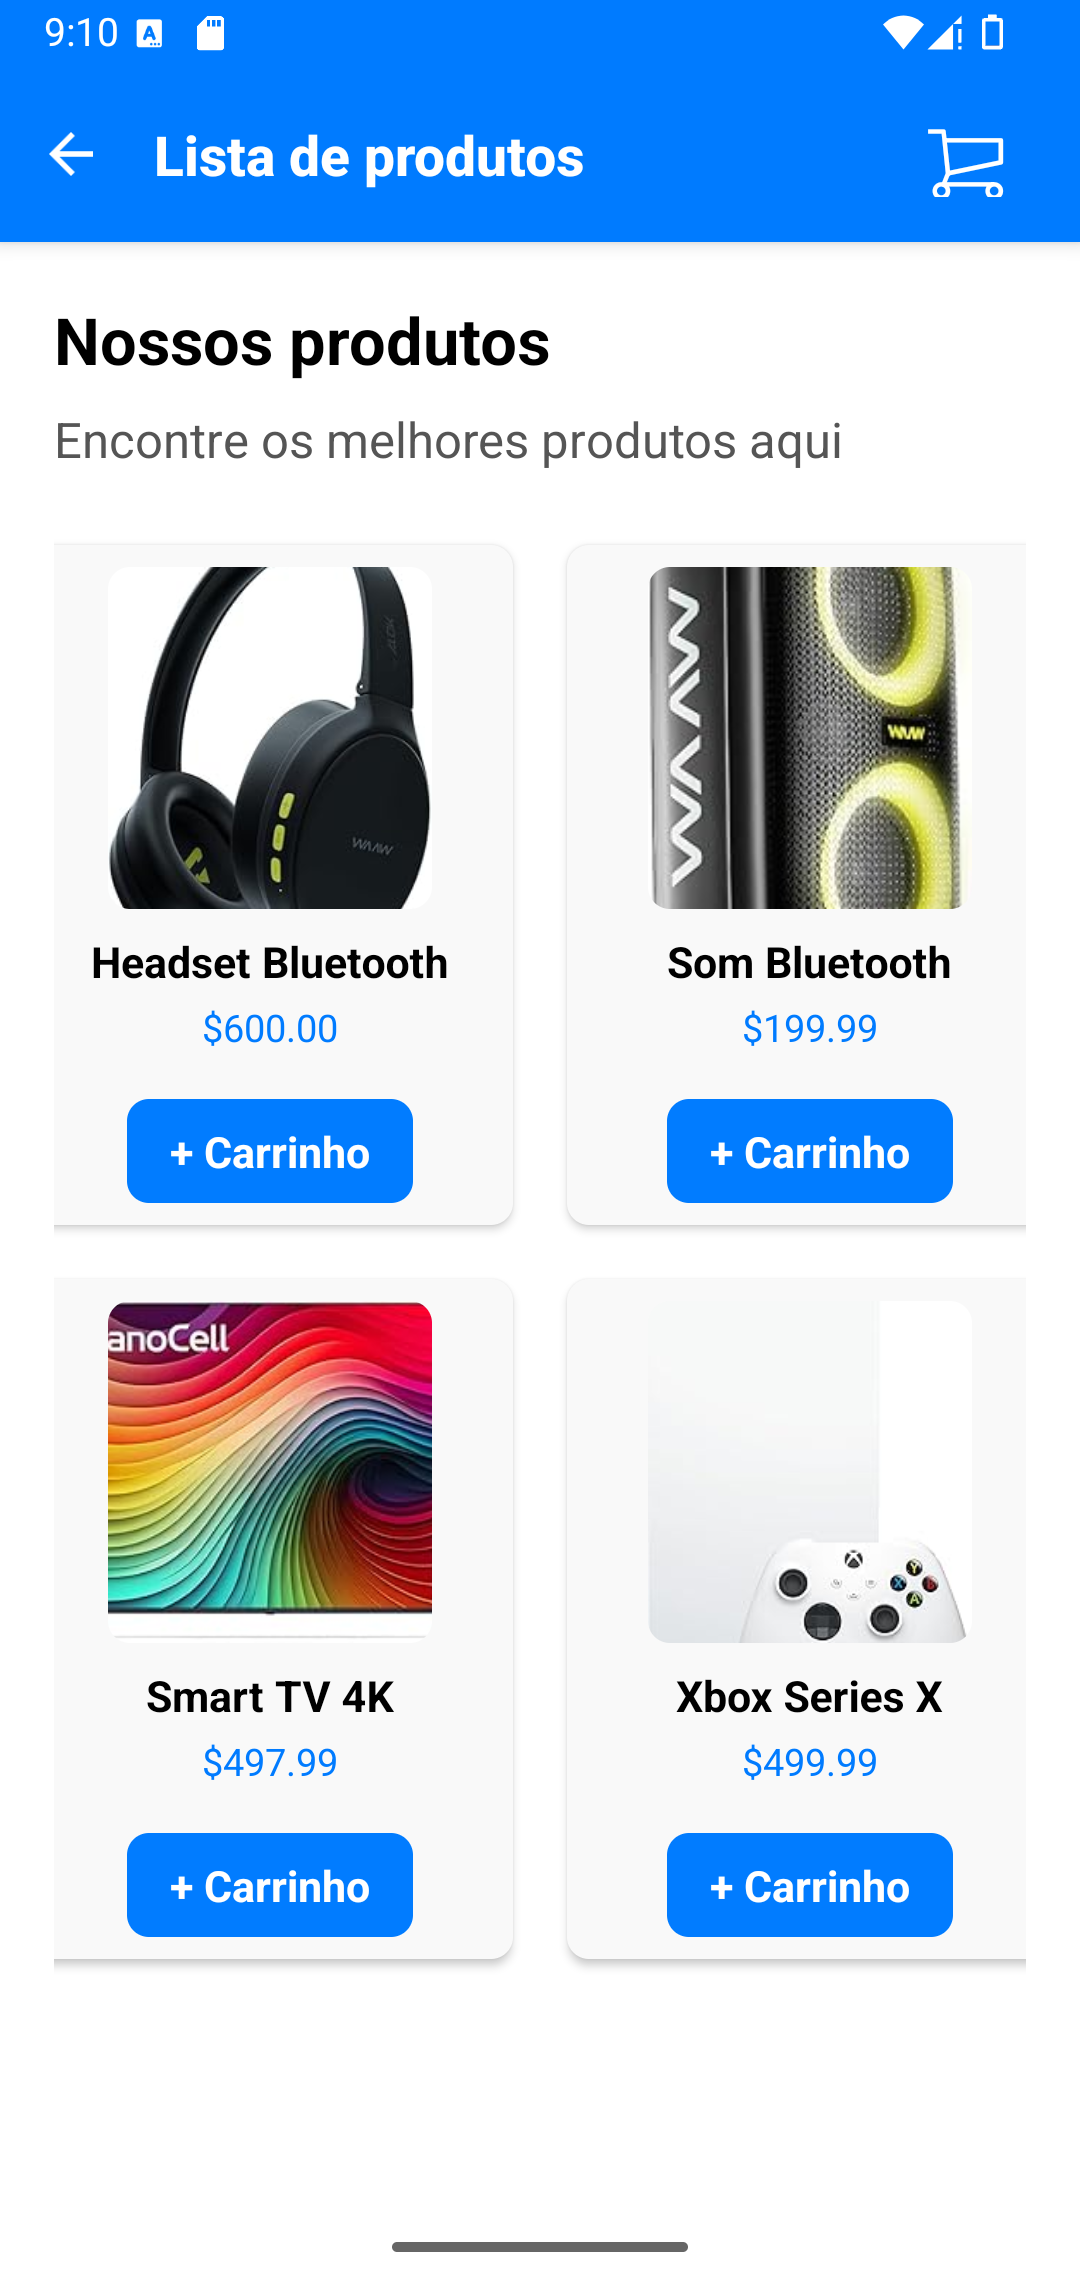 9:10
Lista de produtos
Nossos produtos
Encontre os melhores produtos aqui
WAAW
WAAW
WAAW
Headset Bluetooth
Som Bluetooth
$600.00
$199.99
+ Carrinho
+ Carrinho
anoCell
Smart TV 4K
Xbox Series X
$497.99
$499.99
+ Carrinho
+ Carrinho